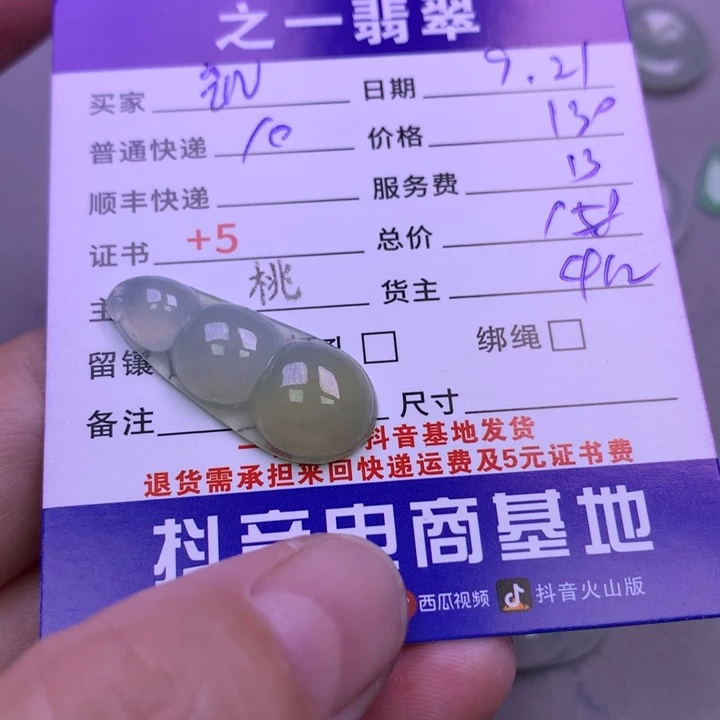 之一翡翠
买家 日期 9.21
普通快递 10 价格 130
顺丰快递 服务费 13
证书 +5 总价 158
主 桃 货主
留镶 孔 绑绳
备注 尺寸
抖音基地发货
退货需承担来回快递运费及5元证书费
抖音电商基地
西瓜视频 抖音火山版